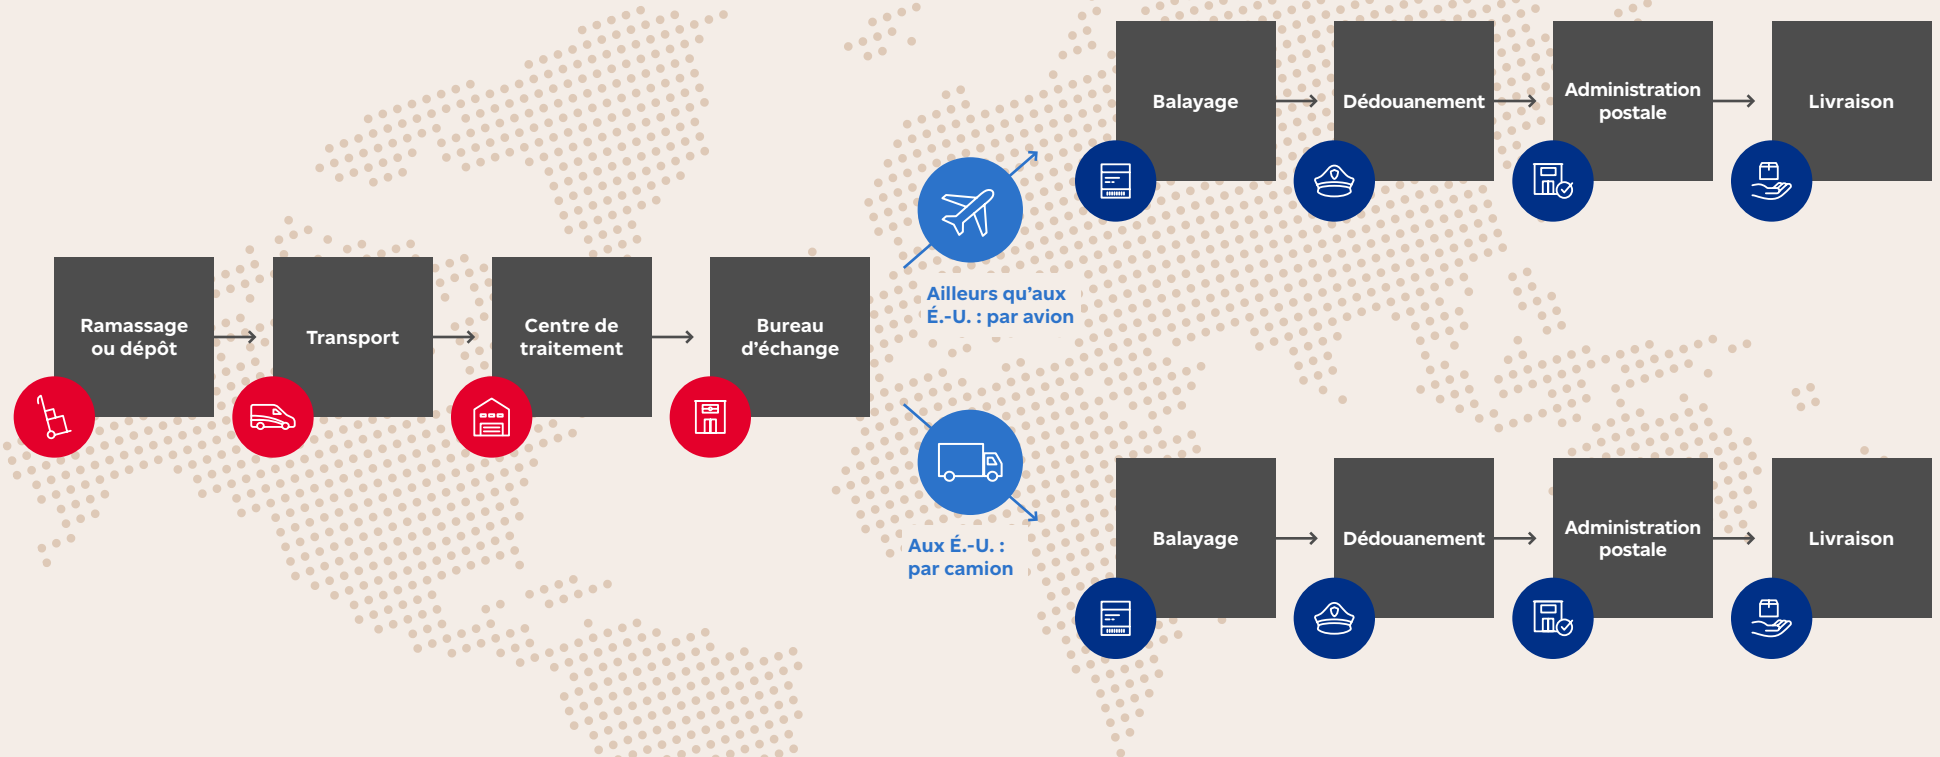 Ramassage
ou dépôt
Transport
Centre de
traitement
Bureau
d’échange
Ailleurs qu’aux
É.-U. : par avion
Balayage
Dédouanement
Administration
postale
Livraison
Aux É.-U. :
par camion
Balayage
Dédouanement
Administration
postale
Livraison